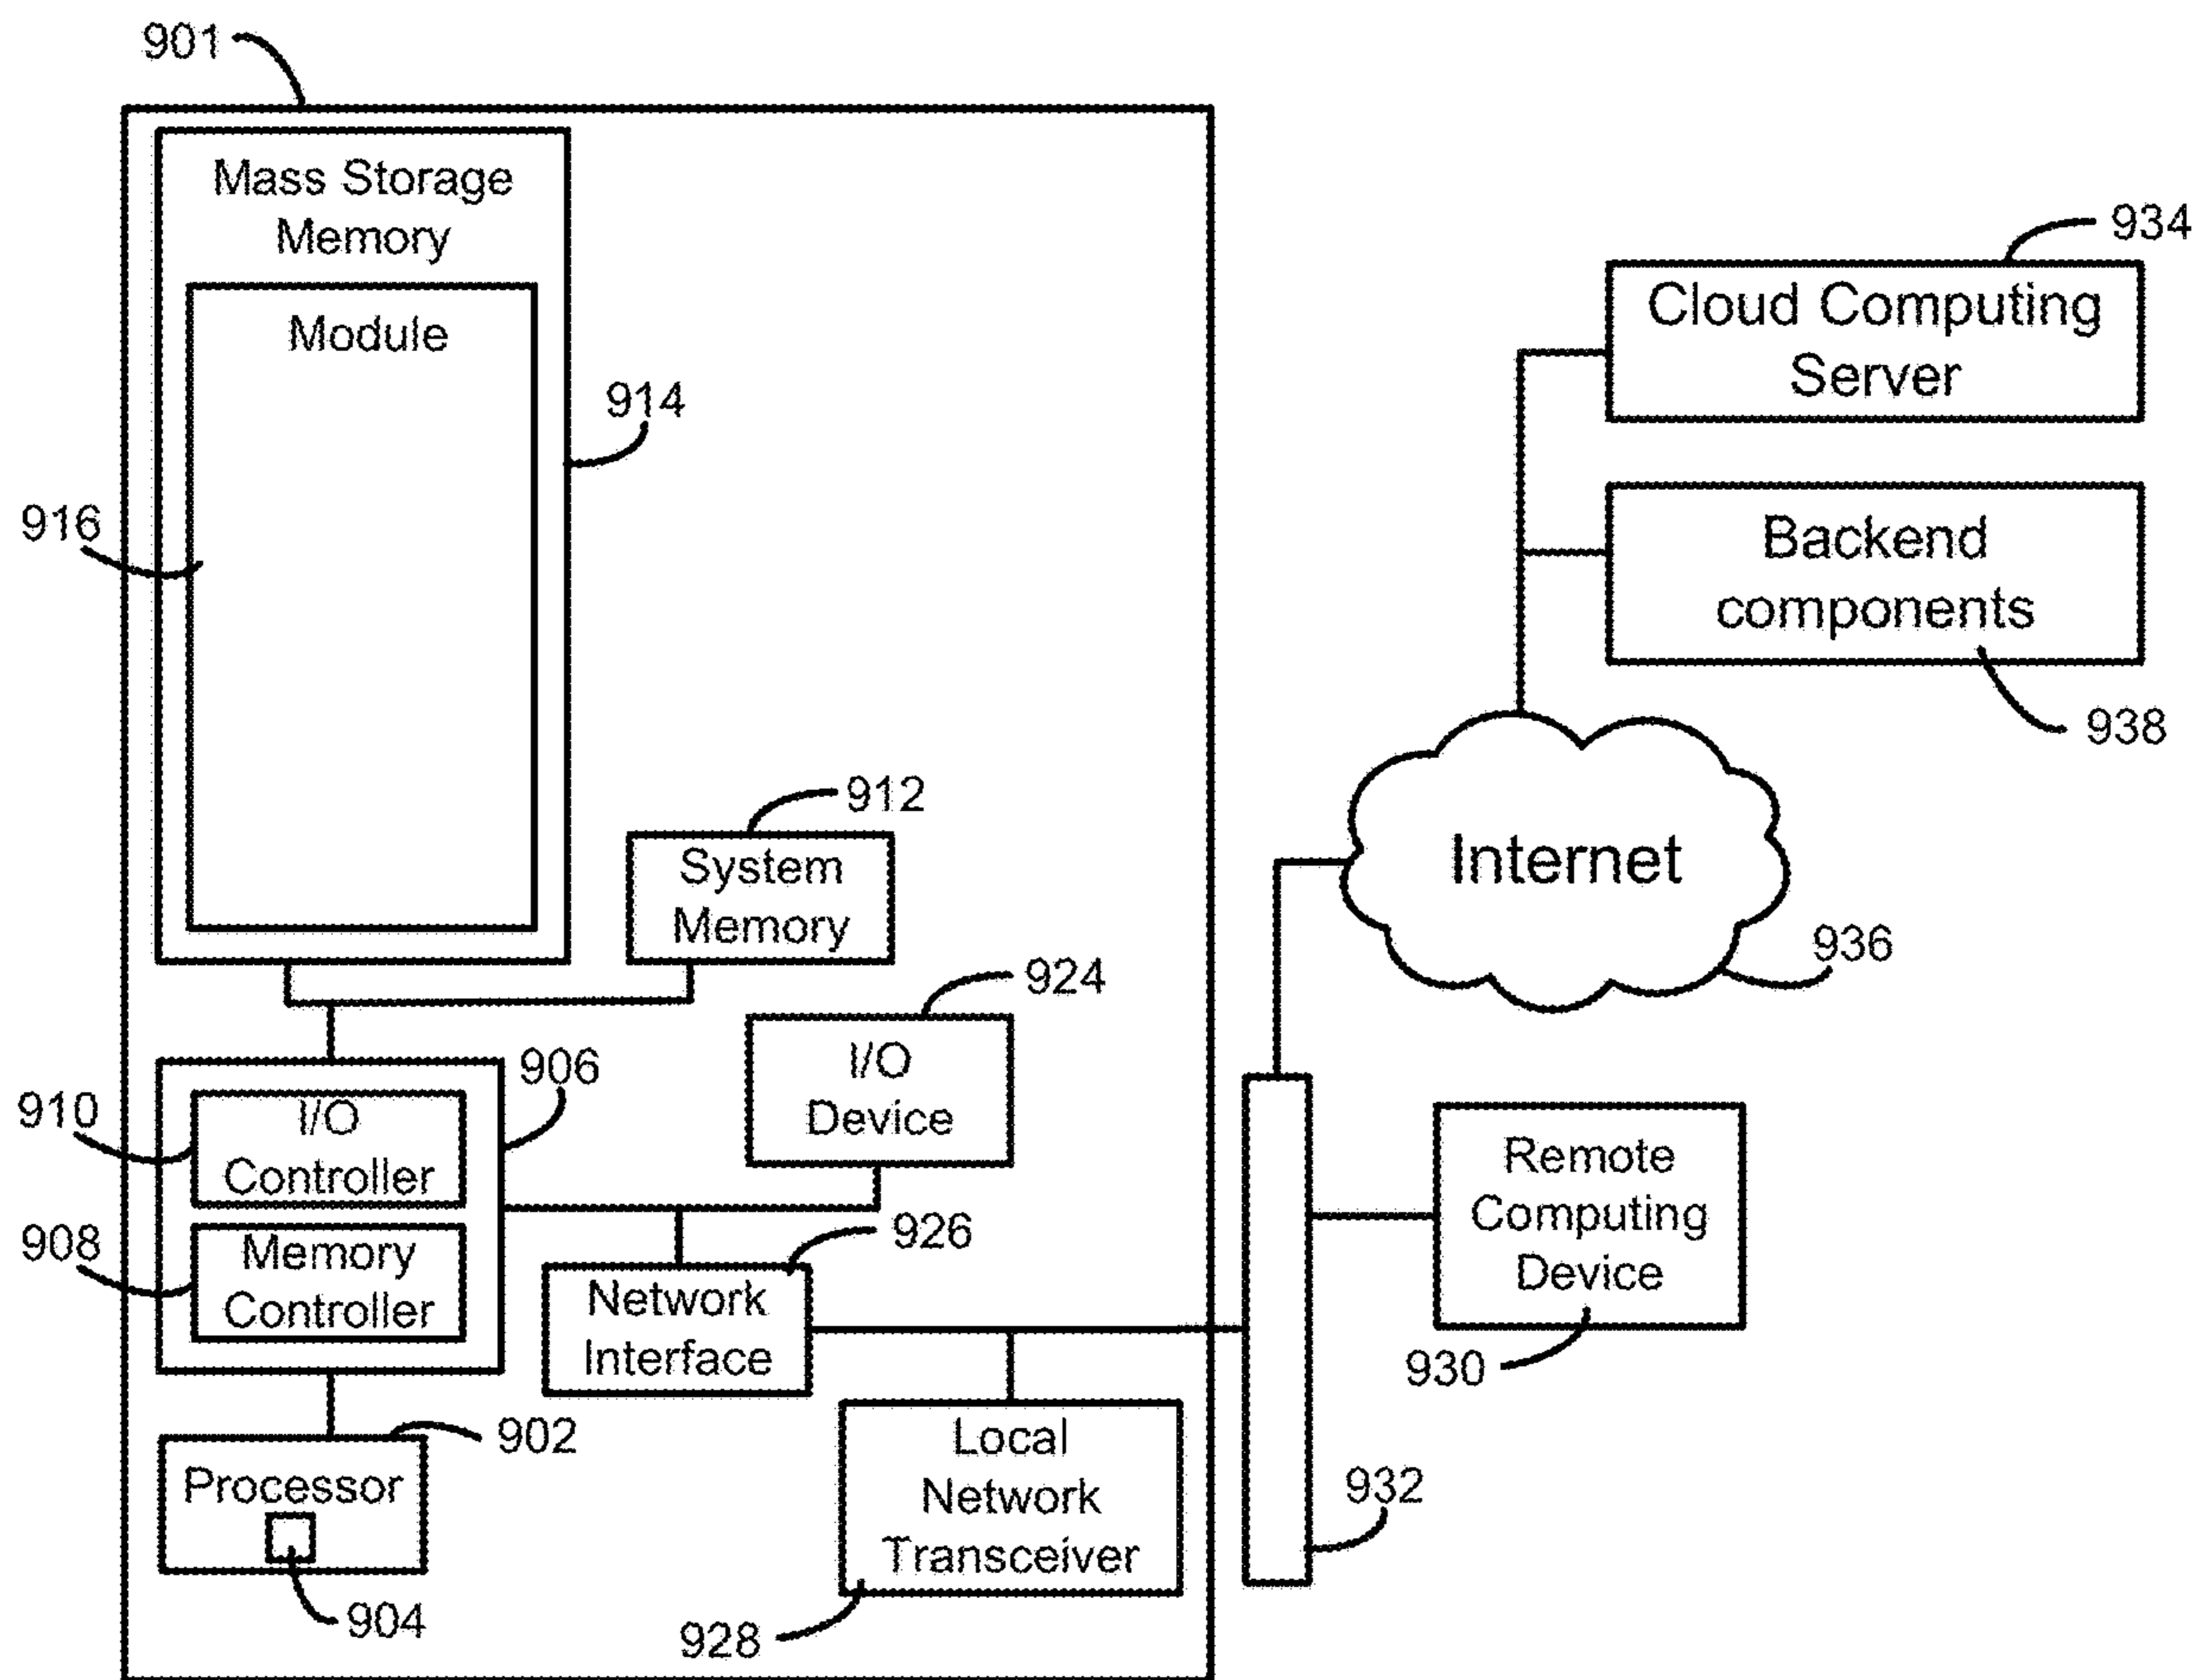 901
Mass Storage
Memory
Module
914
916
912
System
Memory
924
I/O
Device
906
910
I/O
Controller
908
Memory
Controller
926
Network
Interface
902
Processor
904
Local
Network
Transceiver
928
934
Cloud Computing
Server
Backend
components
938
Internet
936
Remote
Computing
Device
930
932